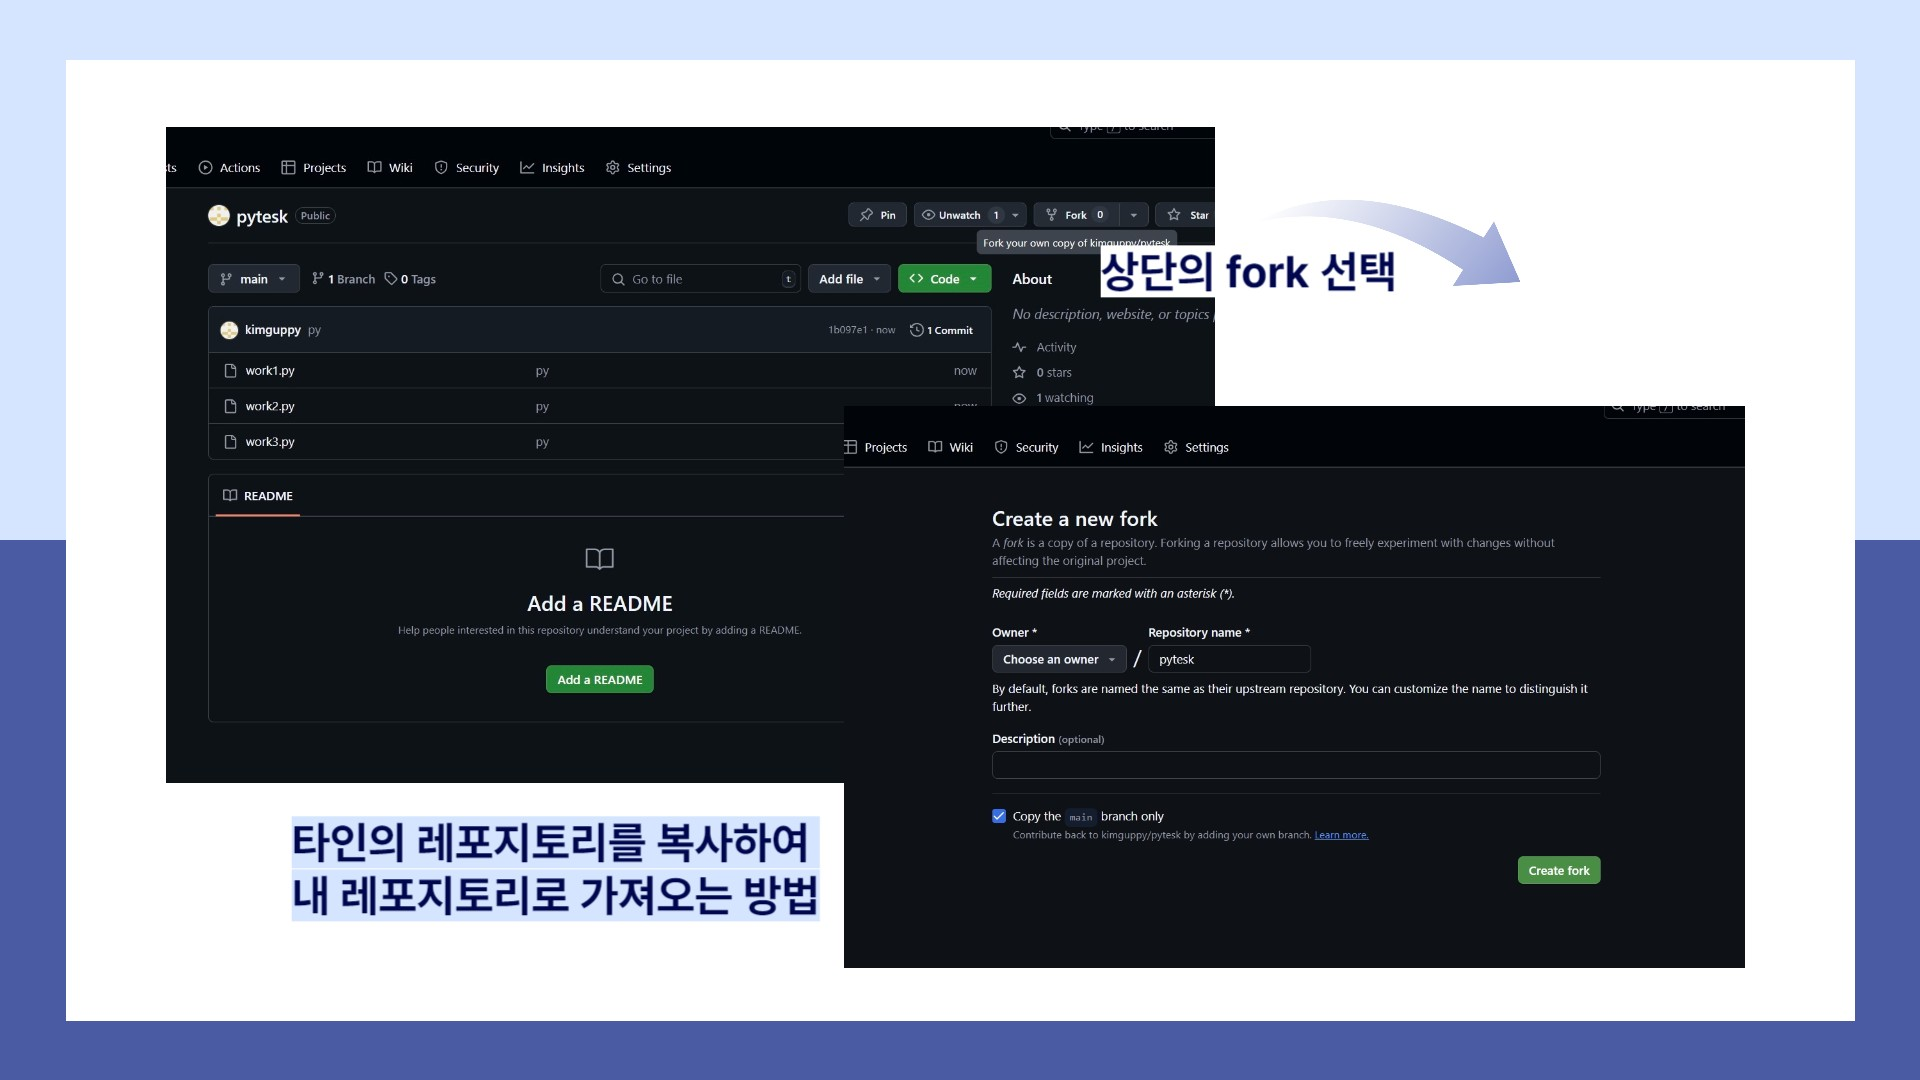 Type / to search
ts Actions Projects Wiki Security Insights Settings
pytesk Public
Pin Unwatch 1 Fork 0 Star
Fork your own copy of kimguppy/pytesk
상단의 fork 선택
main 1 Branch 0 Tags Go to file t Add file Code
About
kimguppy py 1b097e1 · now 1 Commit
No description, website, or topics
work1.py py now
Activity
0 stars
work2.py py now
1 watching
work3.py py
README
Add a README
Help people interested in this repository understand your project by adding a README.
Add a README
타인의 레포지토리를 복사하여
내 레포지토리로 가져오는 방법
Type / to search
Projects Wiki Security Insights Settings
Create a new fork
A fork is a copy of a repository. Forking a repository allows you to freely experiment with changes without
affecting the original project.
Required fields are marked with an asterisk (*).
Owner * Repository name *
Choose an owner / pytesk
By default, forks are named the same as their upstream repository. You can customize the name to distinguish it
further.
Description (optional)
Copy the main branch only
Contribute back to kimguppy/pytesk by adding your own branch. Learn more.
Create fork